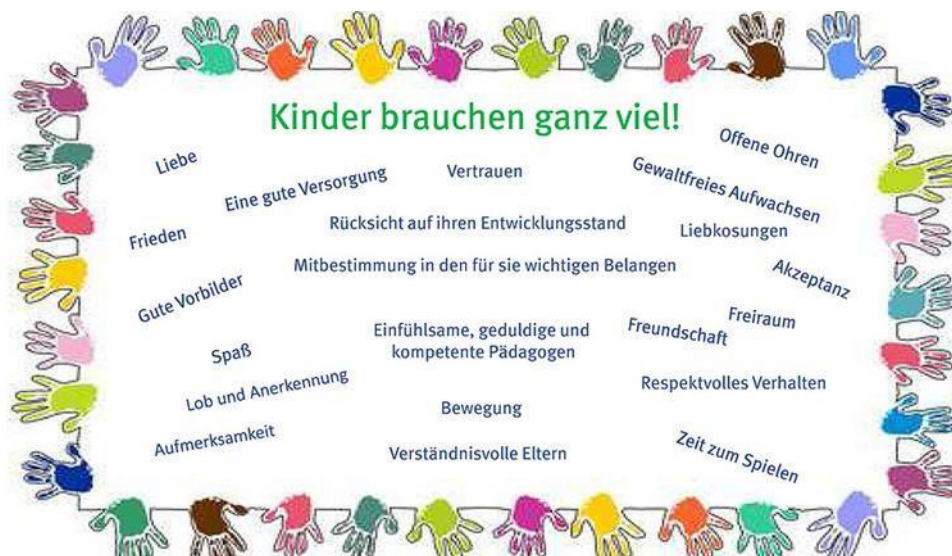 Kinder brauchen ganz viel!
Offene Ohren
Liebe
Eine gute Versorgung
Vertrauen
Gewaltfreies Aufwachsen
Frieden
Rücksicht auf ihren Entwicklungsstand
Liebkosungen
Mitbestimmung in den für sie wichtigen Belangen
Akzeptanz
Gute Vorbilder
Freiraum
Einfühlsame, geduldige und
kompetente Pädagogen
Freundschaft
Spaß
Lob und Anerkennung
Respektvolles Verhalten
Bewegung
Aufmerksamkeit
Verständnisvolle Eltern
Zeit zum Spielen